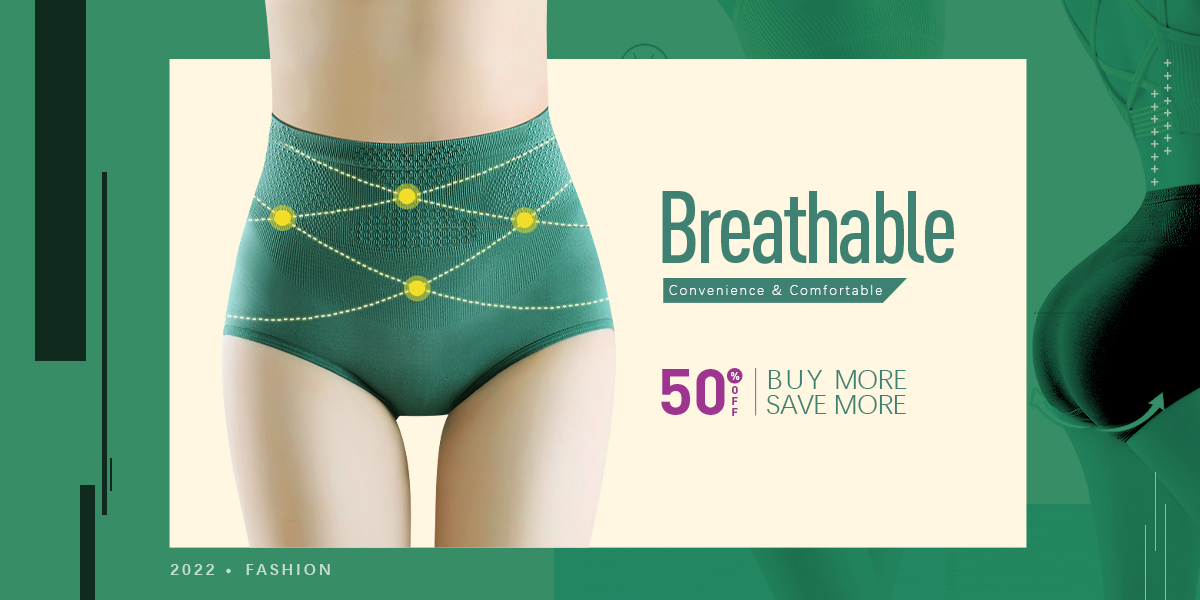 Breathable
Convenience & Comfortable
50% OFF
BUY MORE
SAVE MORE
2022 • FASHION